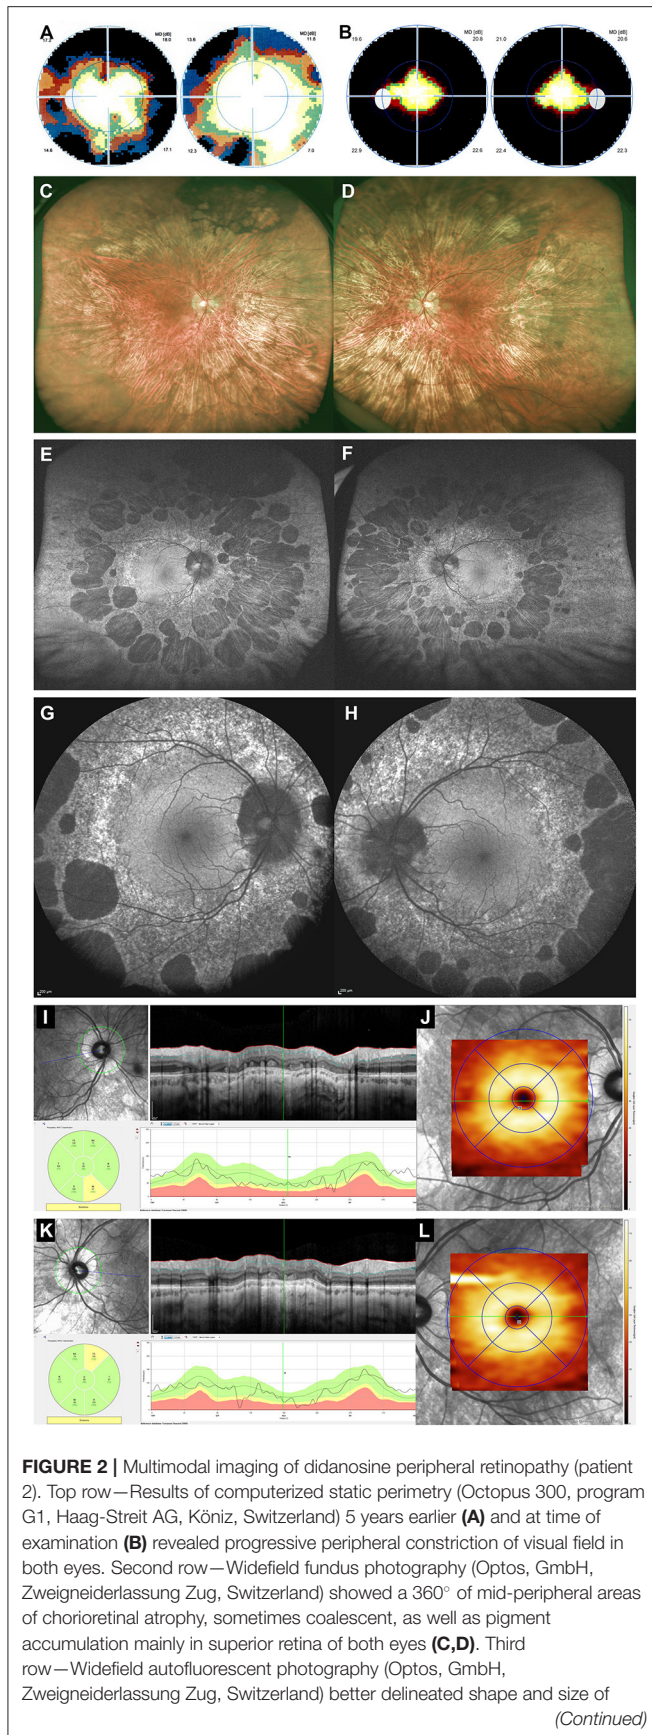 A
MD [dB]
MD [dB]
B
MD [dB]
MD [dB]
18.0
13.6
11.8
19.6
20.8
21.0
20.6
14.6
17.1
12.3
7.0
22.9
22.6
22.4
22.3
C
D
E
F
G
H
200 µm
200 µm
I
J
K
L
FIGURE 2 | Multimodal imaging of didanosine peripheral retinopathy (patient
2). Top row—Results of computerized static perimetry (Octopus 300, program
G1, Haag-Streit AG, Köniz, Switzerland) 5 years earlier (A) and at time of
examination (B) revealed progressive peripheral constriction of visual field in
both eyes. Second row—Widefield fundus photography (Optos, GmbH,
Zweigneiderlassung Zug, Switzerland) showed a 360° of mid-peripheral areas
of chorioretinal atrophy, sometimes coalescent, as well as pigment
accumulation mainly in superior retina of both eyes (C,D). Third
row—Widefield autofluorescent photography (Optos, GmbH,
Zweigneiderlassung Zug, Switzerland) better delineated shape and size of
(Continued)